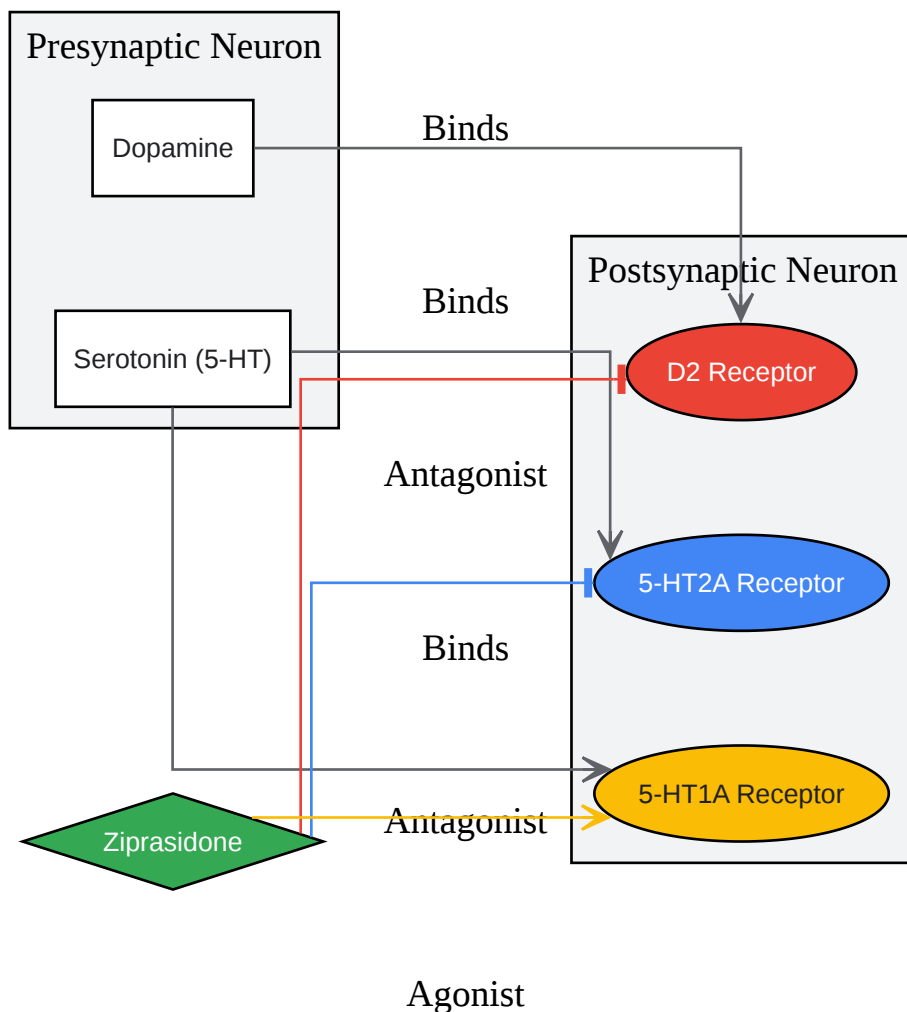 Presynaptic Neuron
Dopamine
Binds
Postsynaptic Neuron
Binds
Serotonin (5-HT)
D2 Receptor
Antagonist
5-HT2A Receptor
Binds
5-HT1A Receptor
Antagonist
Ziprasidone
Agonist